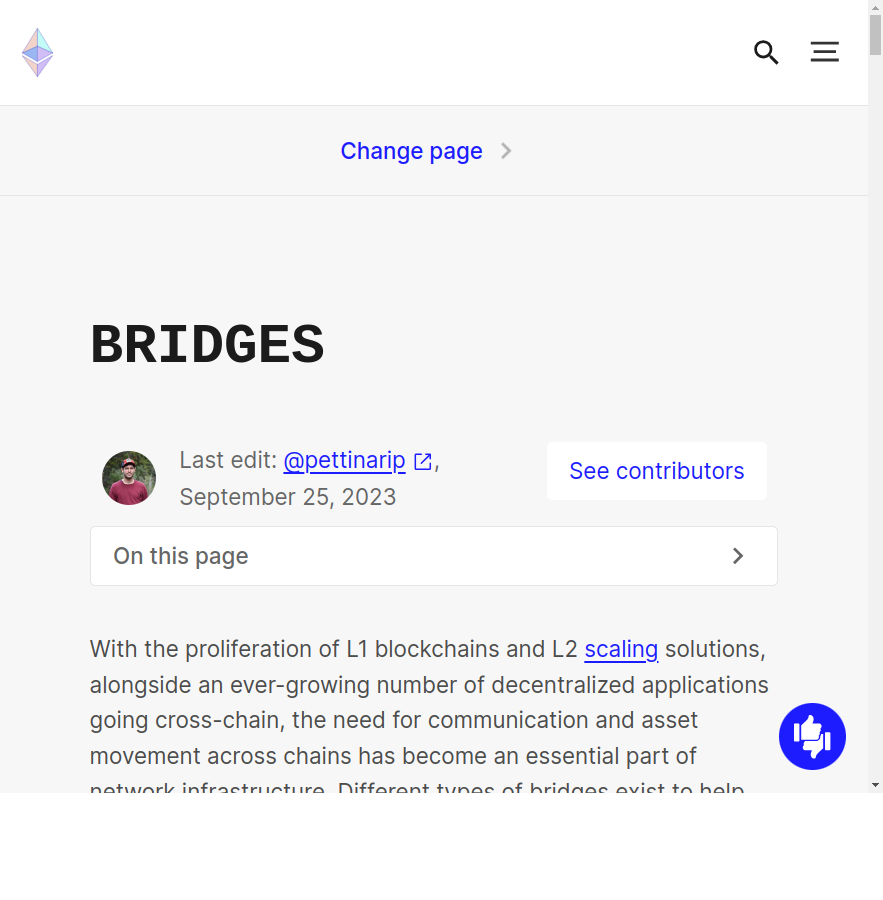 Change page
BRIDGES
Last edit: @pettinarip,
September 25, 2023
See contributors
On this page
With the proliferation of L1 blockchains and L2 scaling solutions,
alongside an ever-growing number of decentralized applications
going cross-chain, the need for communication and asset
movement across chains has become an essential part of
network infrastructure. Different types of bridges exist to help